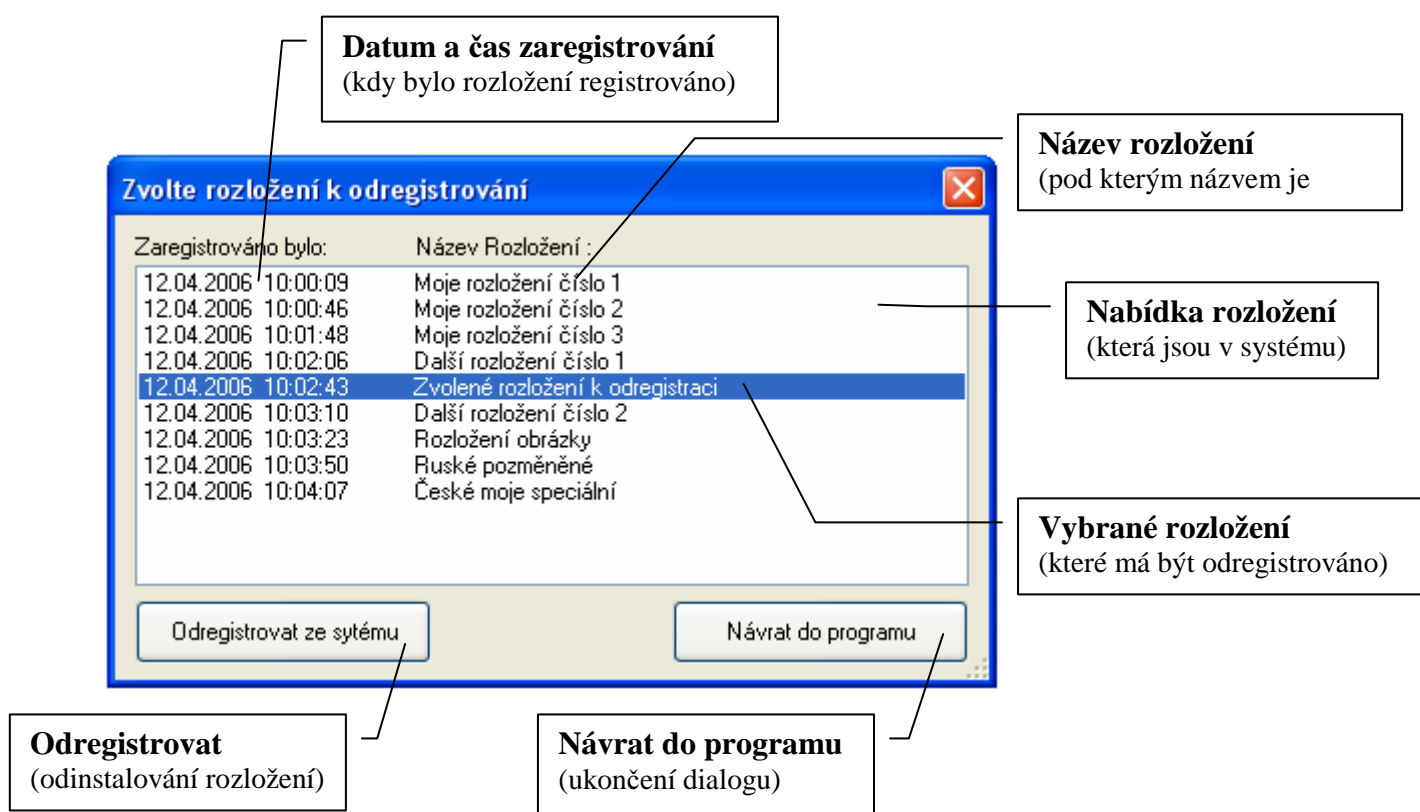 Datum a čas zaregistrování
(kdy bylo rozložení registrováno)
Název rozložení
(pod kterým názvem je
Zvolte rozložení k odregistrování
Zaregistrováno bylo: Název Rozložení :
12.04.2006 10:00:09 Moje rozložení číslo 1
12.04.2006 10:00:46 Moje rozložení číslo 2
12.04.2006 10:01:48 Moje rozložení číslo 3
12.04.2006 10:02:06 Další rozložení číslo 1
12.04.2006 10:02:43 Zvolené rozložení k odregistraci
12.04.2006 10:03:10 Další rozložení číslo 2
12.04.2006 10:03:23 Rozložení obrázky
12.04.2006 10:03:50 Ruské pozměněné
12.04.2006 10:04:07 České moje speciální
Nabídka rozložení
(která jsou v systému)
Vybrané rozložení
(které má být odregistrováno)
Odregistrovat ze sytému Návrat do programu
Odregistrovat
(odinstalování rozložení)
Návrat do programu
(ukončení dialogu)